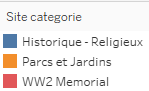 Site categorie
Historique - Religieux
Parcs et Jardins
WW2 Memorial